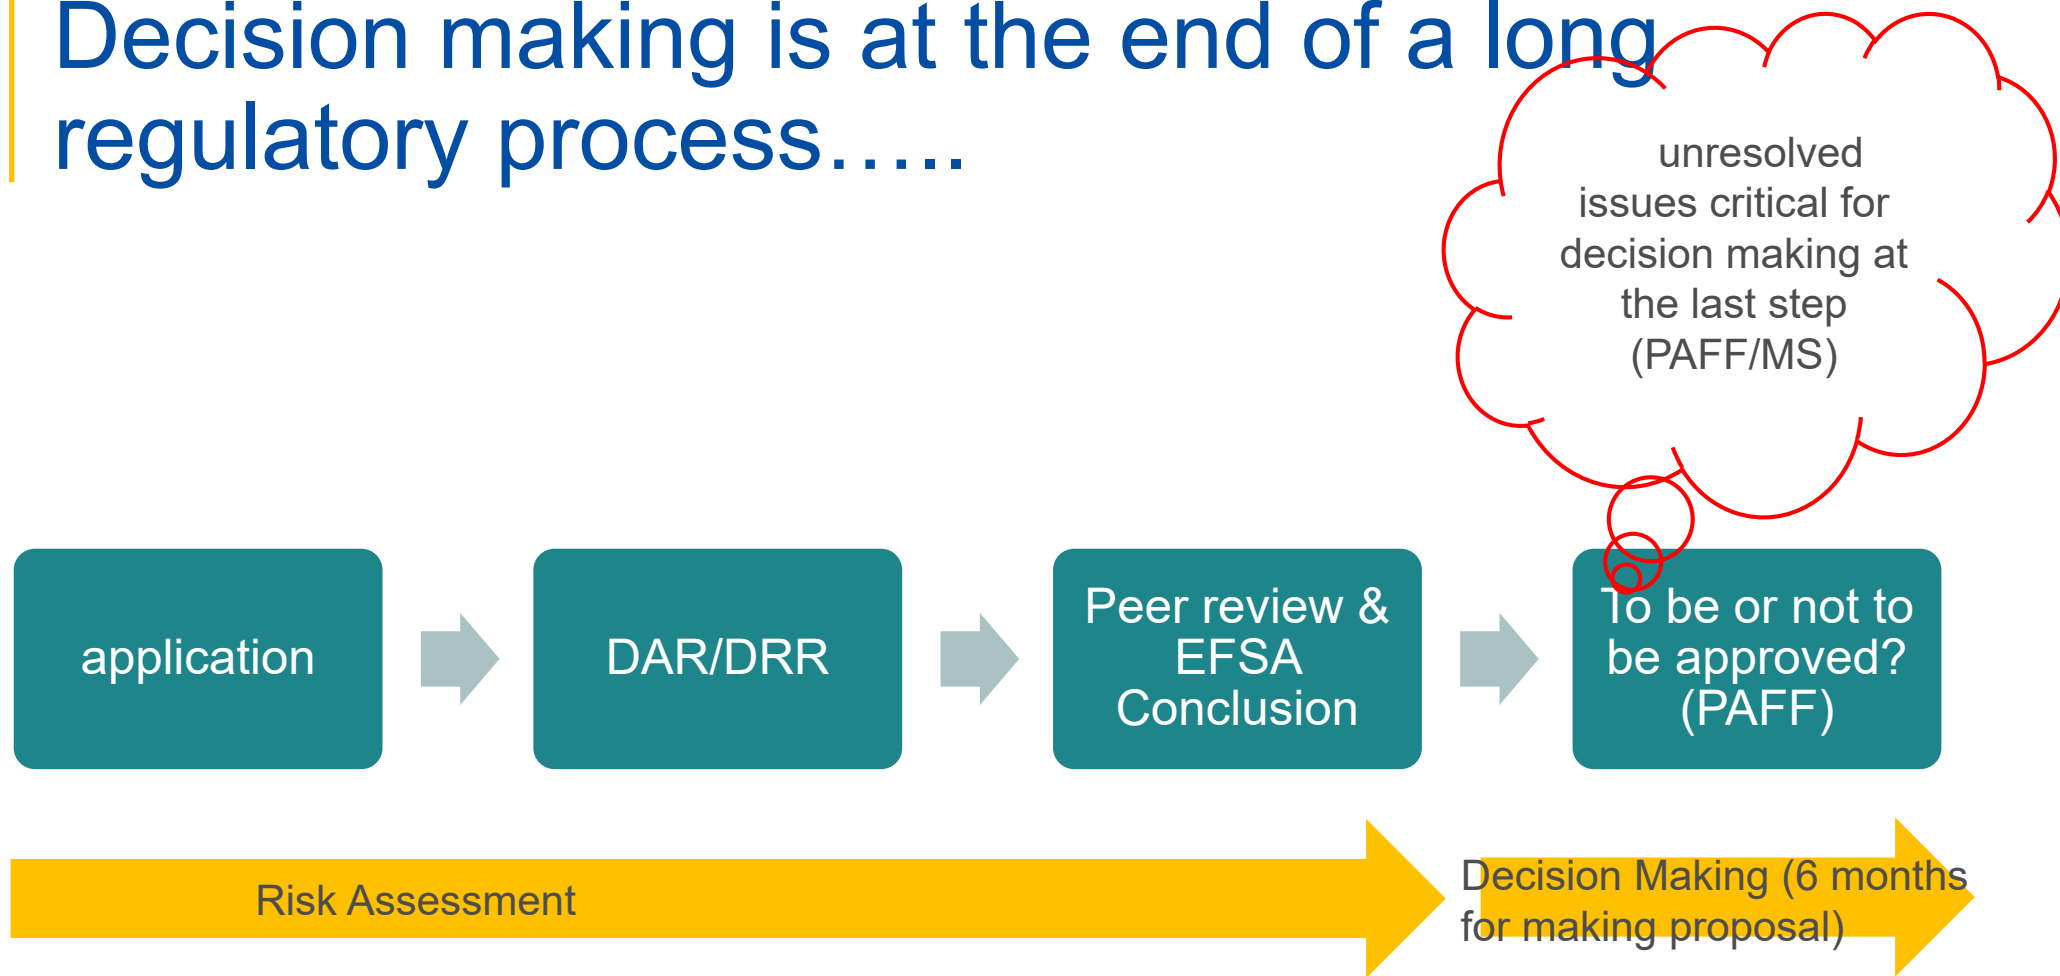 Decision making is at the end of a long
regulatory process…..
unresolved
issues critical for
decision making at
the last step
(PAFF/MS)
application
DAR/DRR
Peer review &
EFSA
Conclusion
To be or not to
be approved?
(PAFF)
Risk Assessment
Decision Making (6 months
for making proposal)